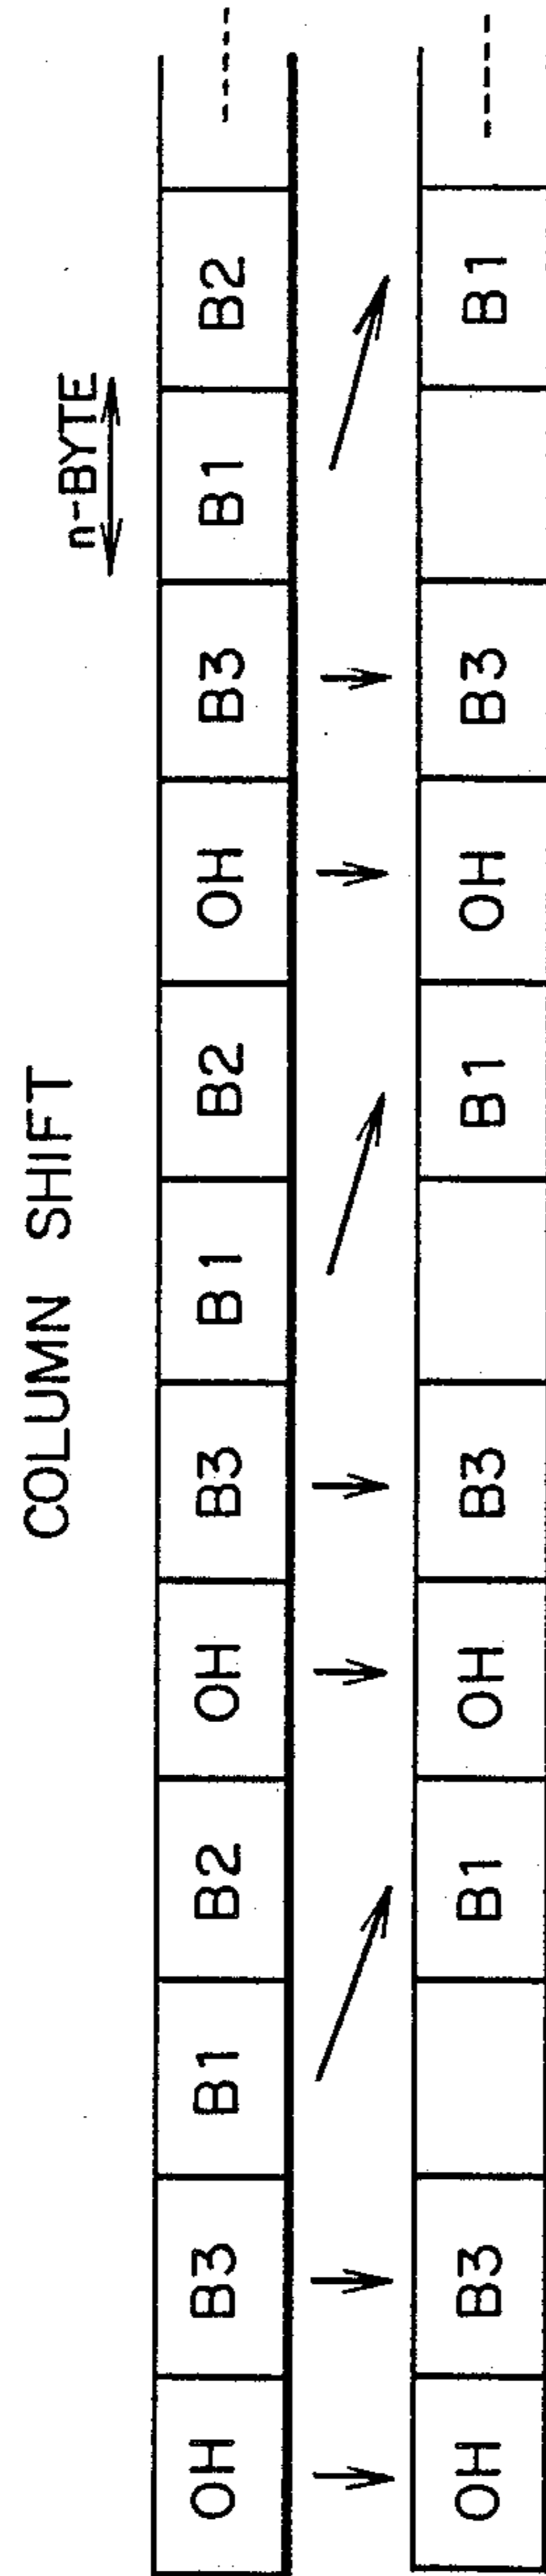 COLUMN SHIFT
n-BYTE
OH B3 B1 B2 OH B3 B1 B2 OH B3 B1 B2 -----
OH B3 B1 OH B3 B1 OH B3 B1 -----